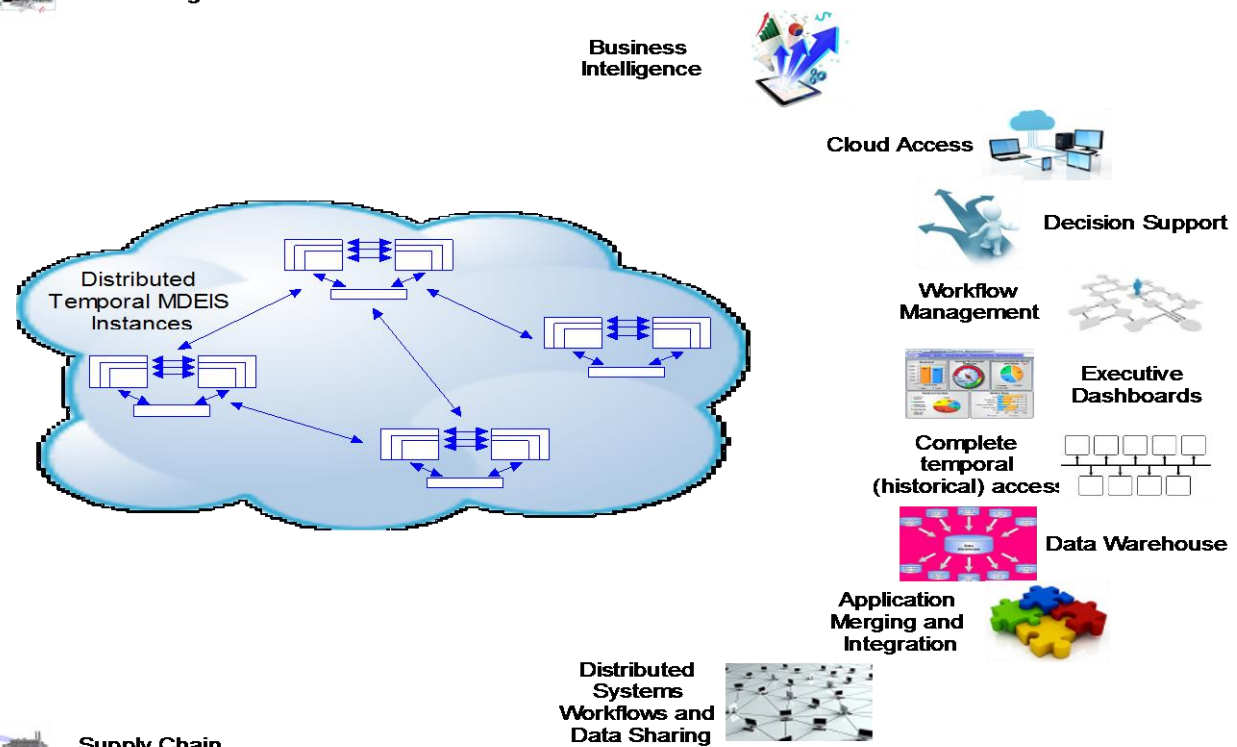 Business
Intelligence
Cloud Access
Decision Support
Distributed
Temporal MDEIS
Instances
Workflow
Management
Executive
Dashboards
Complete
temporal
(historical) access
Data Warehouse
Application
Merging and
Integration
Distributed
Systems
Workflows and
Data Sharing
Supply Chain